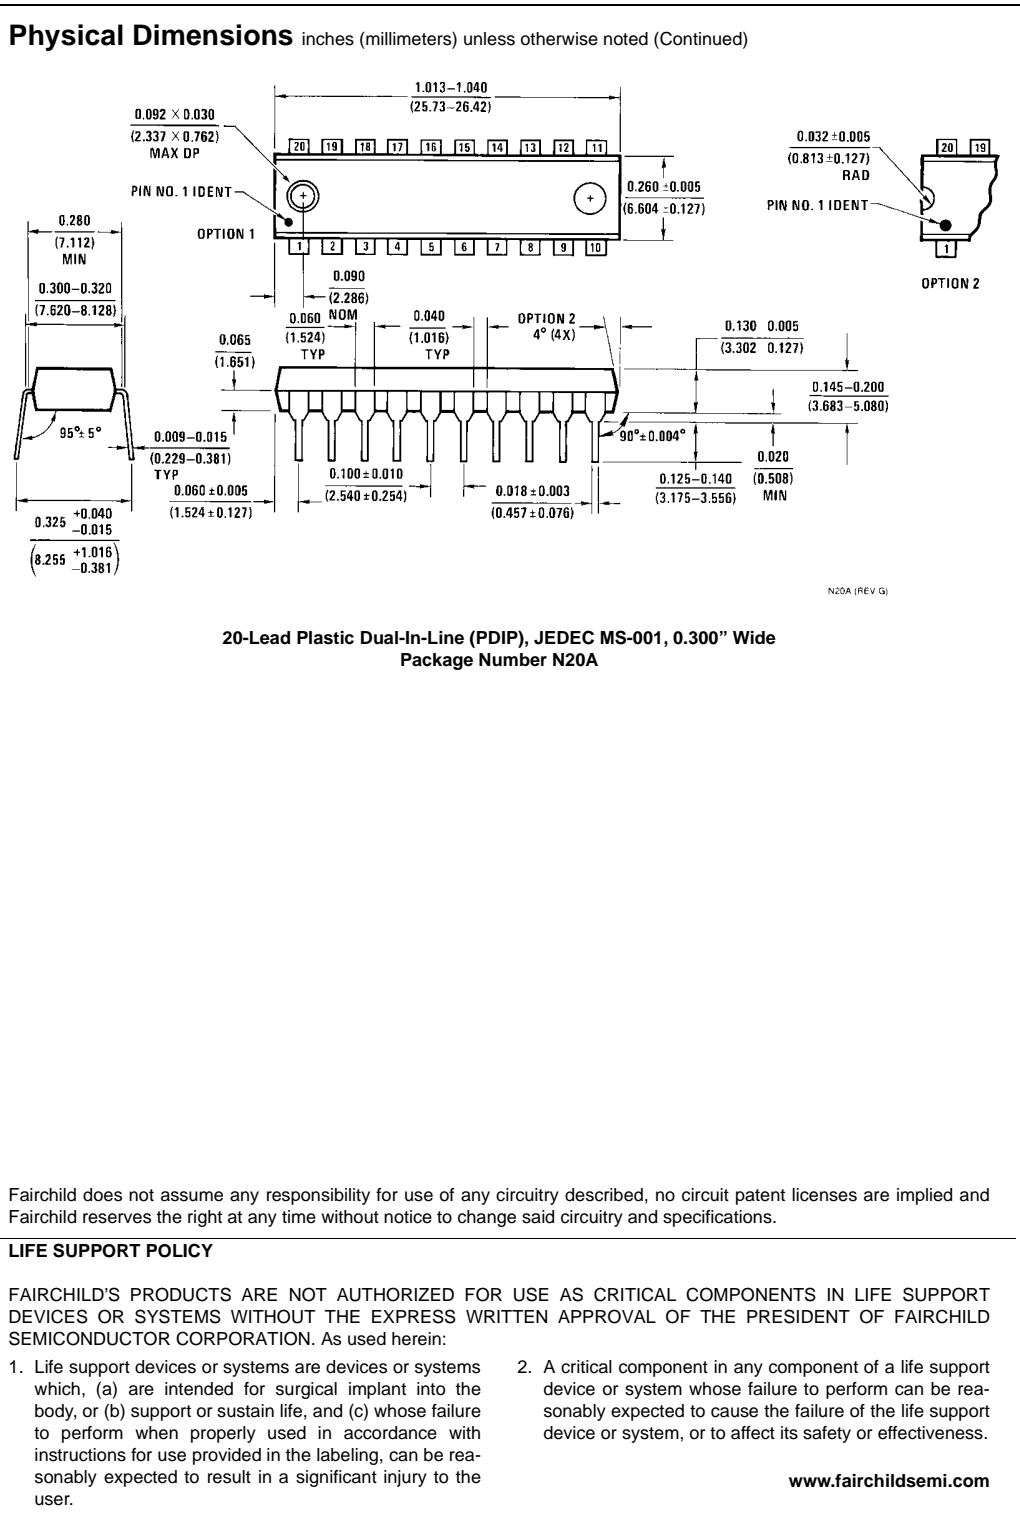 Physical Dimensions inches (millimeters) unless otherwise noted (Continued)
1.013–1.040
(25.73–26.42)
0.092 × 0.030
(2.337 × 0.762)
MAX DP
0.032 ±0.005
(0.813 ±0.127)
RAD
20 19 18 17 16 15 14 13 12 11
20 19
PIN NO. 1 IDENT
0.260 ±0.005
(6.604 ±0.127)
PIN NO. 1 IDENT
OPTION 1
1 2 3 4 5 6 7 8 9 10
1
OPTION 2
0.280
(7.112)
MIN
0.090
(2.286)
NOM
0.300–0.320
(7.620–8.128)
0.060
(1.524)
TYP
0.040
(1.016)
TYP
OPTION 2
4° (4X)
0.130 0.005
(3.302 0.127)
0.065
(1.651)
0.145–0.200
(3.683–5.080)
95°± 5°
90°±0.004°
0.009–0.015
(0.229–0.381)
TYP
0.100±0.010
(2.540±0.254)
0.020
(0.508)
MIN
0.125–0.140
(3.175–3.556)
0.060 ±0.005
(1.524 ±0.127)
0.018±0.003
(0.457 ±0.076)
0.325 +0.040 –0.015
(8.255 +1.016 –0.381)
N20A (REV G)
20-Lead Plastic Dual-In-Line (PDIP), JEDEC MS-001, 0.300” Wide
Package Number N20A
Fairchild does not assume any responsibility for use of any circuitry described, no circuit patent licenses are implied and
Fairchild reserves the right at any time without notice to change said circuitry and specifications.
LIFE SUPPORT POLICY
FAIRCHILD’S PRODUCTS ARE NOT AUTHORIZED FOR USE AS CRITICAL COMPONENTS IN LIFE SUPPORT
DEVICES OR SYSTEMS WITHOUT THE EXPRESS WRITTEN APPROVAL OF THE PRESIDENT OF FAIRCHILD
SEMICONDUCTOR CORPORATION. As used herein:
1. Life support devices or systems are devices or systems
which, (a) are intended for surgical implant into the
body, or (b) support or sustain life, and (c) whose failure
to perform when properly used in accordance with
instructions for use provided in the labeling, can be rea-
sonably expected to result in a significant injury to the
user.
2. A critical component in any component of a life support
device or system whose failure to perform can be rea-
sonably expected to cause the failure of the life support
device or system, or to affect its safety or effectiveness.
www.fairchildsemi.com